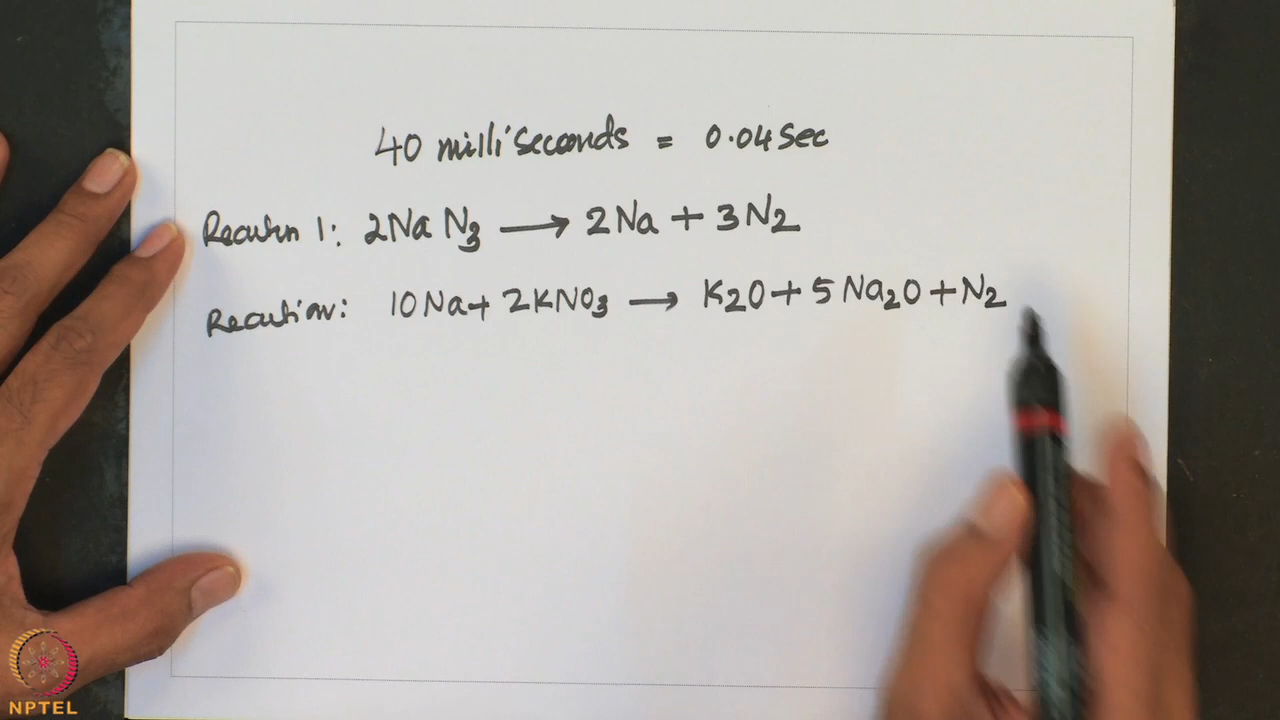 40 milliseconds = 0.04 Sec
Reaction 1: 2NaN3 → 2Na + 3N2
Reaction: 10Na + 2KNO3 → K2O + 5Na2O + N2
NPTEL